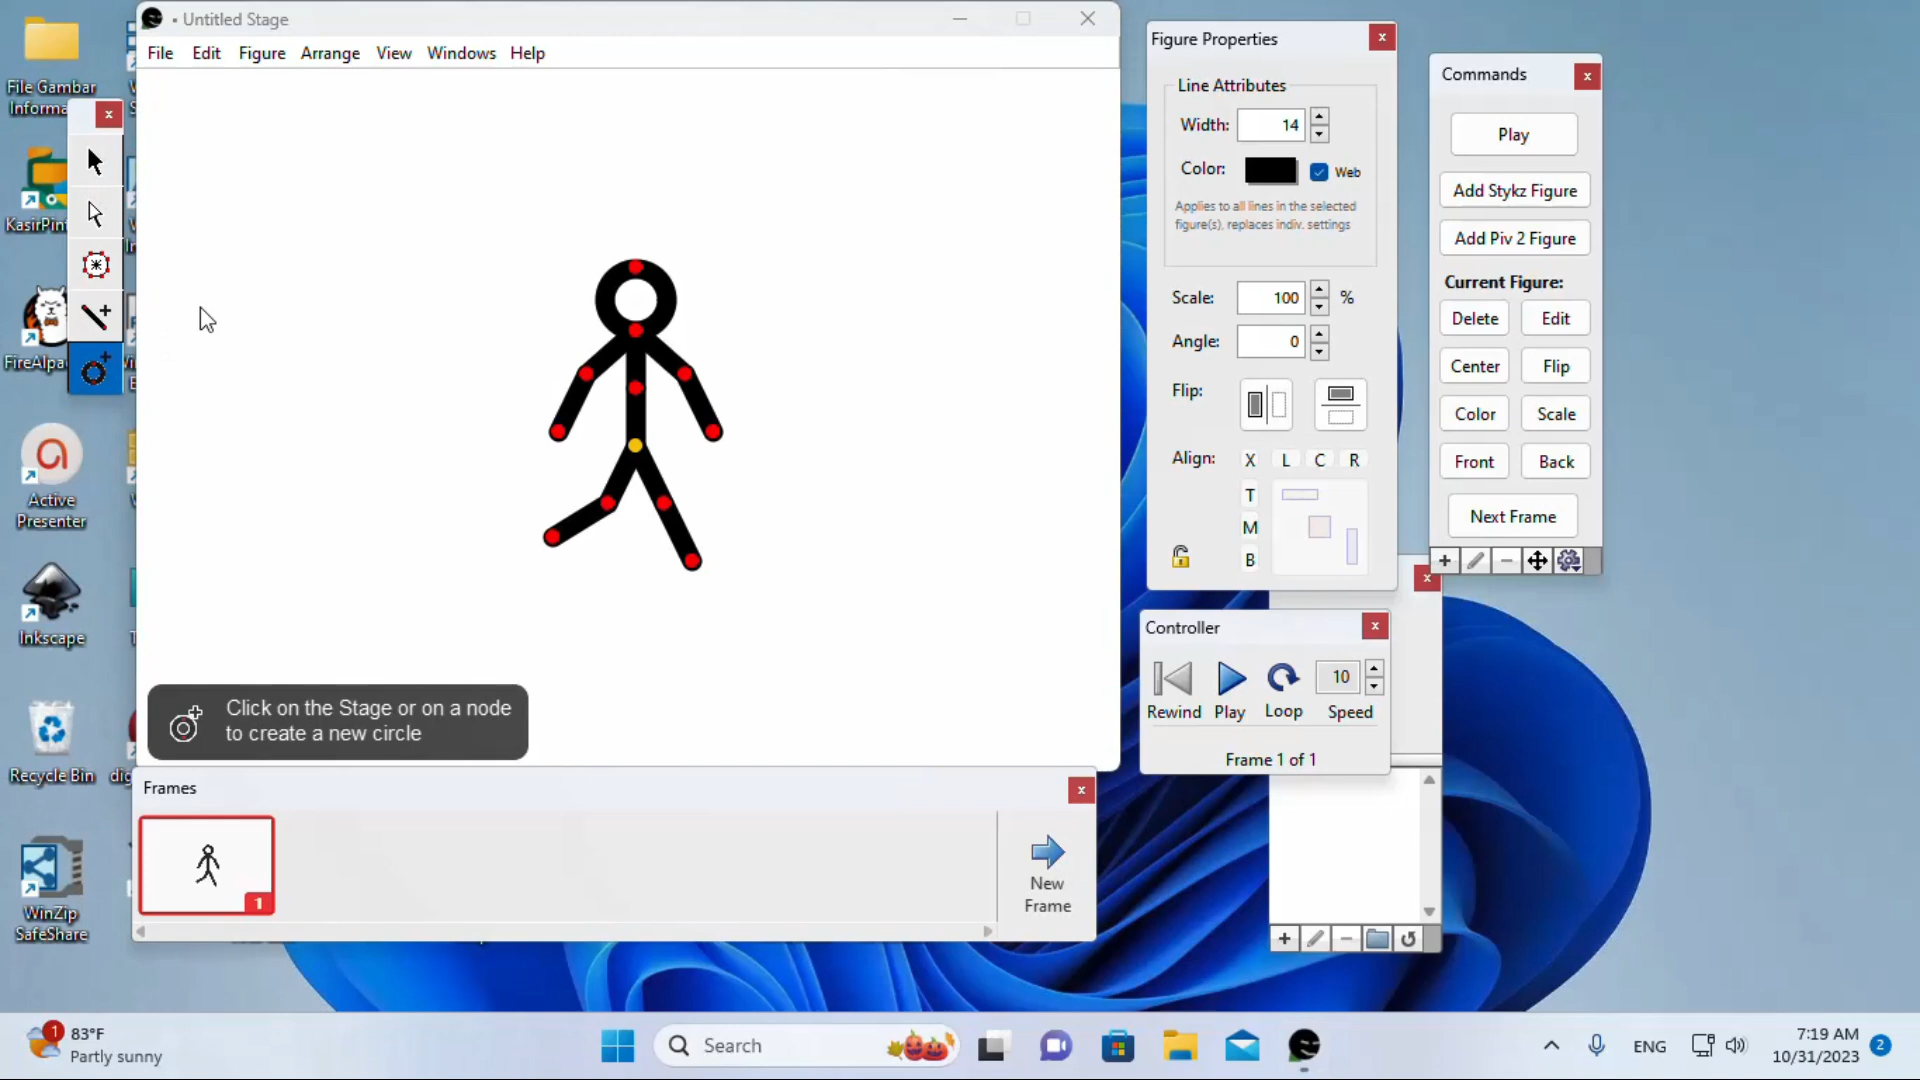 File Gambar
Informa
KasirPin
FireAlpa
Active
Presenter
Inkscape
Recycle Bin
dig
WinZip
SafeShare
• Untitled Stage
File Edit Figure Arrange View Windows Help
Click on the Stage or on a node
to create a new circle
Frames
1
New
Frame
Figure Properties
Line Attributes
Width: 14
Color: Web
Applies to all lines in the selected
figure(s), replaces indiv. settings
Scale: 100 %
Angle: 0
Flip:
Align: X L C R
T
M
B
Controller
10
Rewind Play Loop Speed
Frame 1 of 1
Commands
Play
Add Stykz Figure
Add Piv 2 Figure
Current Figure:
Delete Edit
Center Flip
Color Scale
Front Back
Next Frame
1
83°F
Partly sunny
Search
ENG
7:19 AM
10/31/2023
2